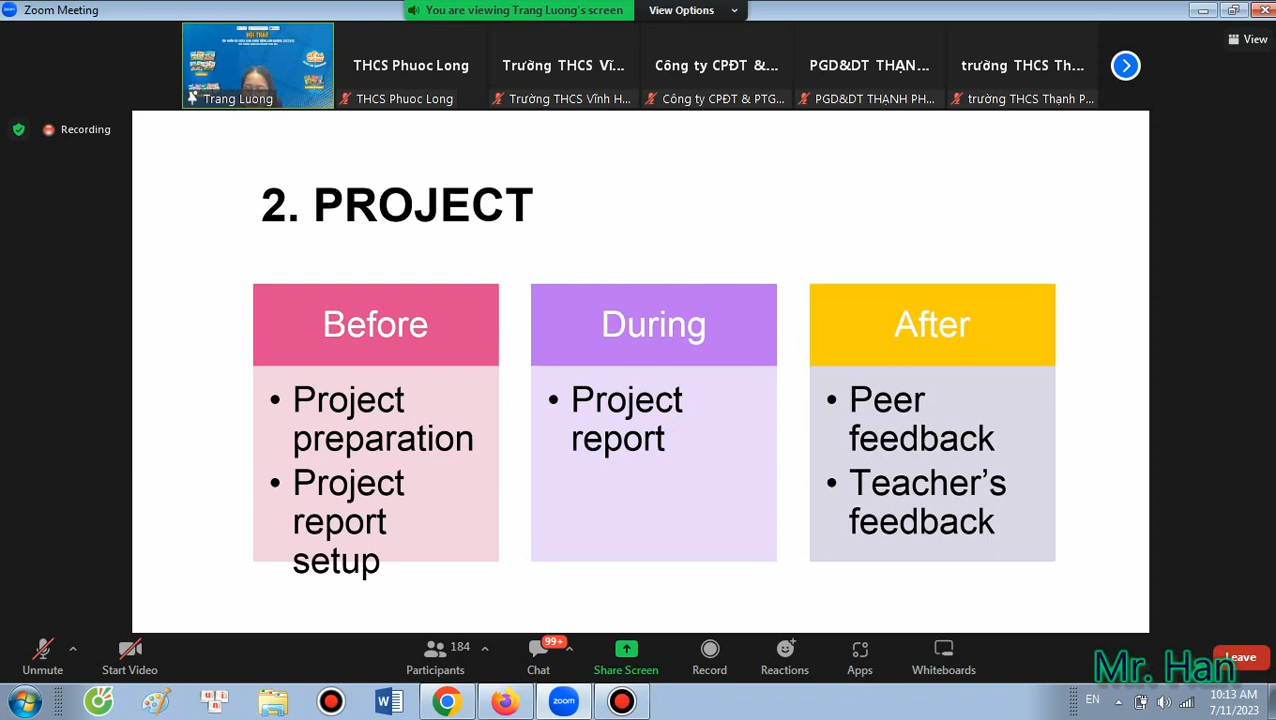 Zoom Meeting
You are viewing Trang Luong's screen
View Options
View
HỘI THẢO
Trang Luong
THCS Phuoc Long
THCS Phuoc Long
Trường THCS Vĩ...
Trường THCS Vĩnh H...
Công ty CPĐT &...
Công ty CPĐT & PTG...
PGD&DT THẠN...
PGD&DT THẠNH PH...
trường THCS Th...
trường THCS Thạnh P...
Recording
2. PROJECT
Before
• Project
preparation
• Project
report
setup
During
• Project
report
After
• Peer
feedback
• Teacher’s
feedback
Unmute
Start Video
184
Participants
99+
Chat
Share Screen
Record
Reactions
Apps
Whiteboards
Leave
Mr. Han
EN
10:13 AM
7/11/2023